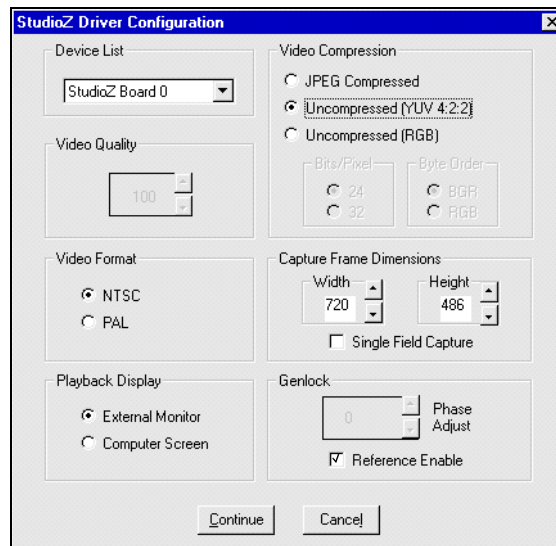 StudioZ Driver Configuration
Device List
StudioZ Board 0
Video Quality
100
Video Format
NTSC
PAL
Playback Display
External Monitor
Computer Screen
Video Compression
JPEG Compressed
Uncompressed (YUV 4:2:2)
Uncompressed (RGB)
Bits/Pixel
24
32
Byte Order
BGR
RGB
Capture Frame Dimensions
Width
720
Height
486
Single Field Capture
Genlock
0
Phase
Adjust
Reference Enable
Continue
Cancel